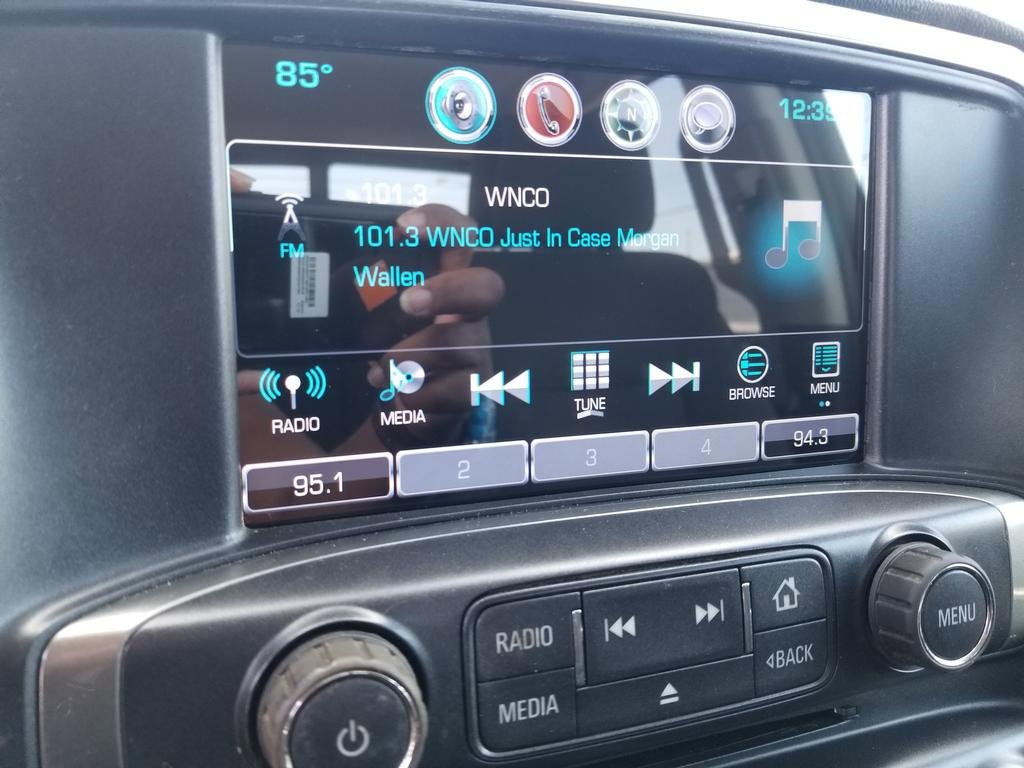 85°
N
12:39
101.3 WNCO
FM
101.3 WNCO Just In Case Morgan
Wallen
RADIO
MEDIA
TUNE
BROWSE
MENU
95.1
2
3
4
94.3
RADIO
MEDIA
BACK
MENU